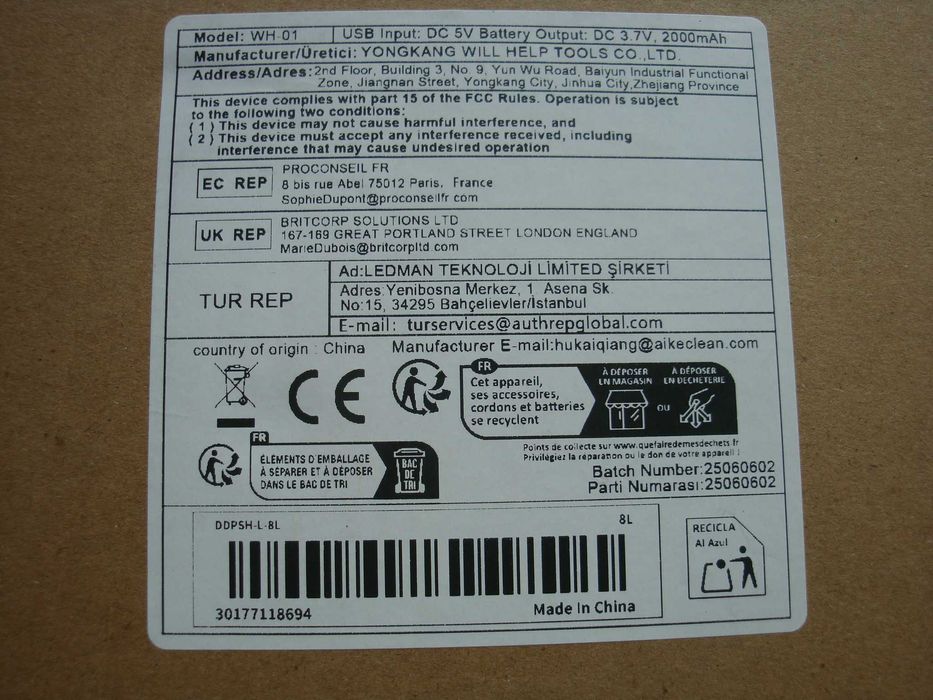 Model: WH-01 USB Input: DC 5V Battery Output: DC 3.7V, 2000mAh
Manufacturer/Üretici: YONGKANG WILL HELP TOOLS CO.,LTD.
Address/Adres: 2nd Floor, Building 3, No. 9, Yun Wu Road, Baiyun Industrial Functional
Zone, Jiangnan Street, Yongkang City, Jinhua City,Zhejiang Province
This device complies with part 15 of the FCC Rules. Operation is subject
to the following two conditions:
(1) This device may not cause harmful interference, and
(2) This device must accept any interference received, including
interference that may cause undesired operation
EC REP
PROCONSEIL FR
8 bis rue Abel 75012 Paris, France
SophieDupont@proconseilfr.com
UK REP
BRITCORP SOLUTIONS LTD
167-169 GREAT PORTLAND STREET LONDON ENGLAND
MarieDubois@britcorpltd.com
TUR REP
Ad:LEDMAN TEKNOLOJİ LİMİTED ŞİRKETİ
Adres:Yenibosna Merkez, 1. Asena Sk.
No:15, 34295 Bahçelievler/İstanbul
E-mail: turservices@authrepglobal.com
country of origin : China Manufacturer E-mail:hukaiqiang@aikeclean.com
CE
FR
Cet appareil,
ses accessoires,
cordons et batteries
se recyclent
À DÉPOSER
EN MAGASIN
OU
À DÉPOSER
EN DÉCHÈTERIE
Points de collecte sur www.quefairedemesdechets.fr
Privilégiez la réparation ou le don de votre appareil !
FR
ÉLÉMENTS D'EMBALLAGE
À SÉPARER ET À DÉPOSER
DANS LE BAC DE TRI
BAC
DE
TRI
Batch Number:25060602
Parti Numarası:25060602
DDPSH-L-8L 8L
30177118694 Made In China
RECICLA
Al Azul